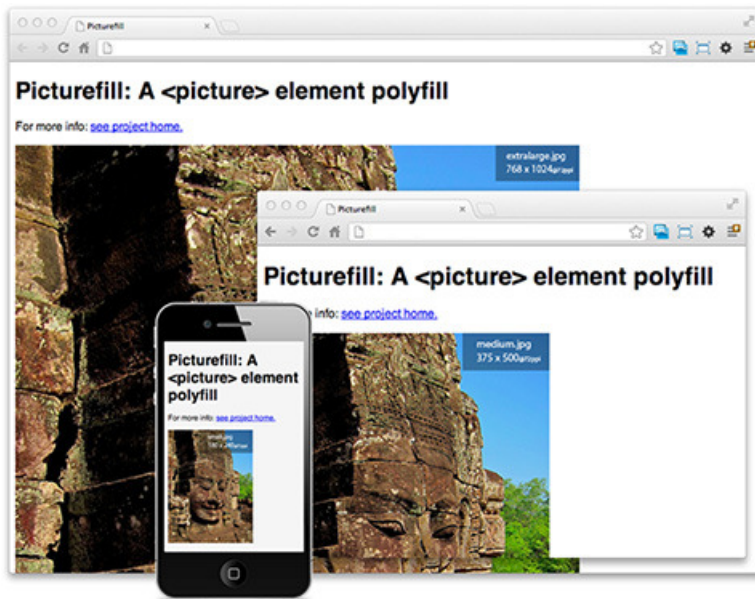 Picturefill
Picturefill: A <picture> element polyfill
For more info: see project home.
extralarge.jpg
768 x 1024
Picturefill
Picturefill: A <picture> element polyfill
info: see project home.
medium.jpg
375 x 500
Picturefill: A
<picture> element
polyfill
For more info: see project home.
small.jpg